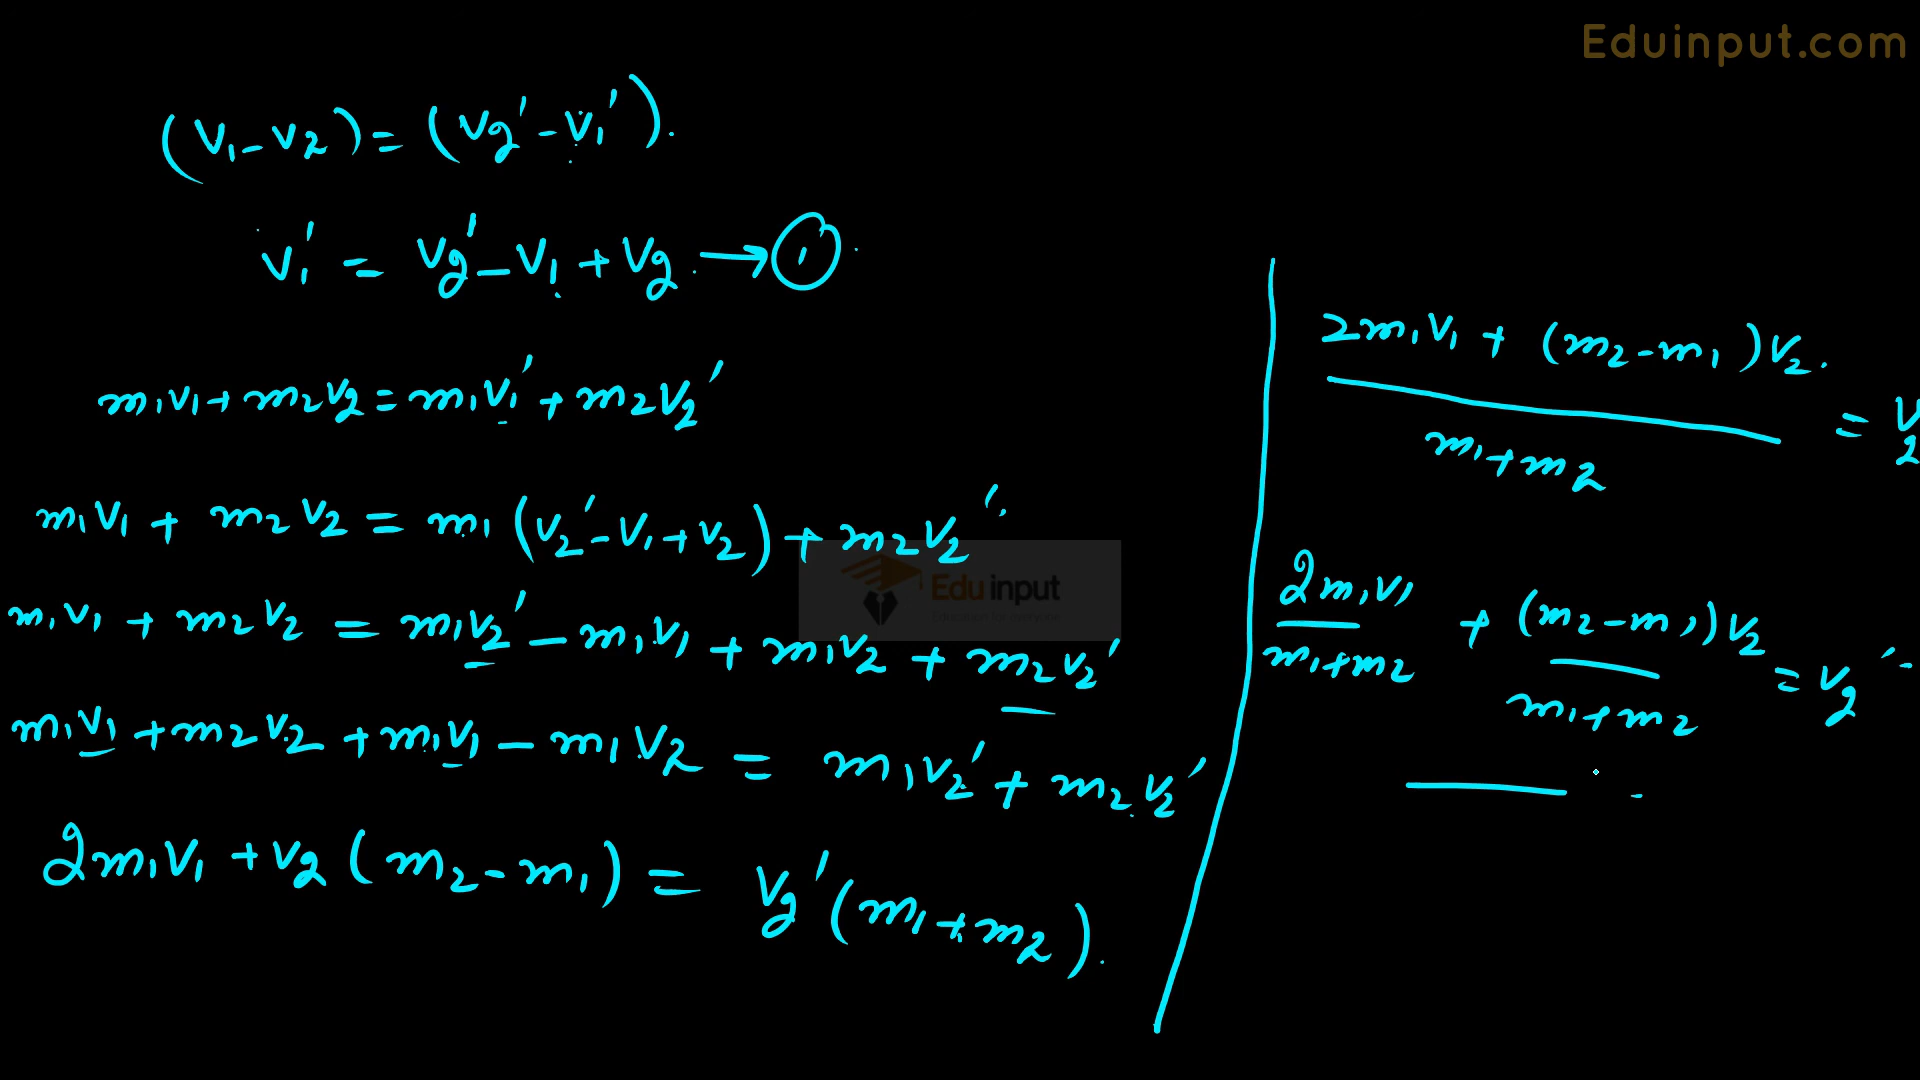 Eduinput.com
(v₁ - v₂) = (v₂' - v₁').
v₁' = v₂' - v₁ + v₂. → ①.
m₁v₁ + m₂v₂ = m₁v₁' + m₂v₂'
m₁v₁ + m₂v₂ = m₁(v₂' - v₁ + v₂) + m₂v₂'
Eduinput
m₁v₁ + m₂v₂ = m₁v₂' - m₁v₁ + m₁v₂ + m₂v₂'
m₁v₁ + m₂v₂ + m₁v₁ - m₁v₂ = m₁v₂' + m₂v₂'
2m₁v₁ + v₂(m₂ - m₁) = v₂'(m₁ + m₂).
2m₁v₁ + (m₂ - m₁)v₂.
m₁ + m₂ = v₂
2m₁v₁ + (m₂ - m₁)v₂ = v₂'
m₁ + m₂ m₁ + m₂